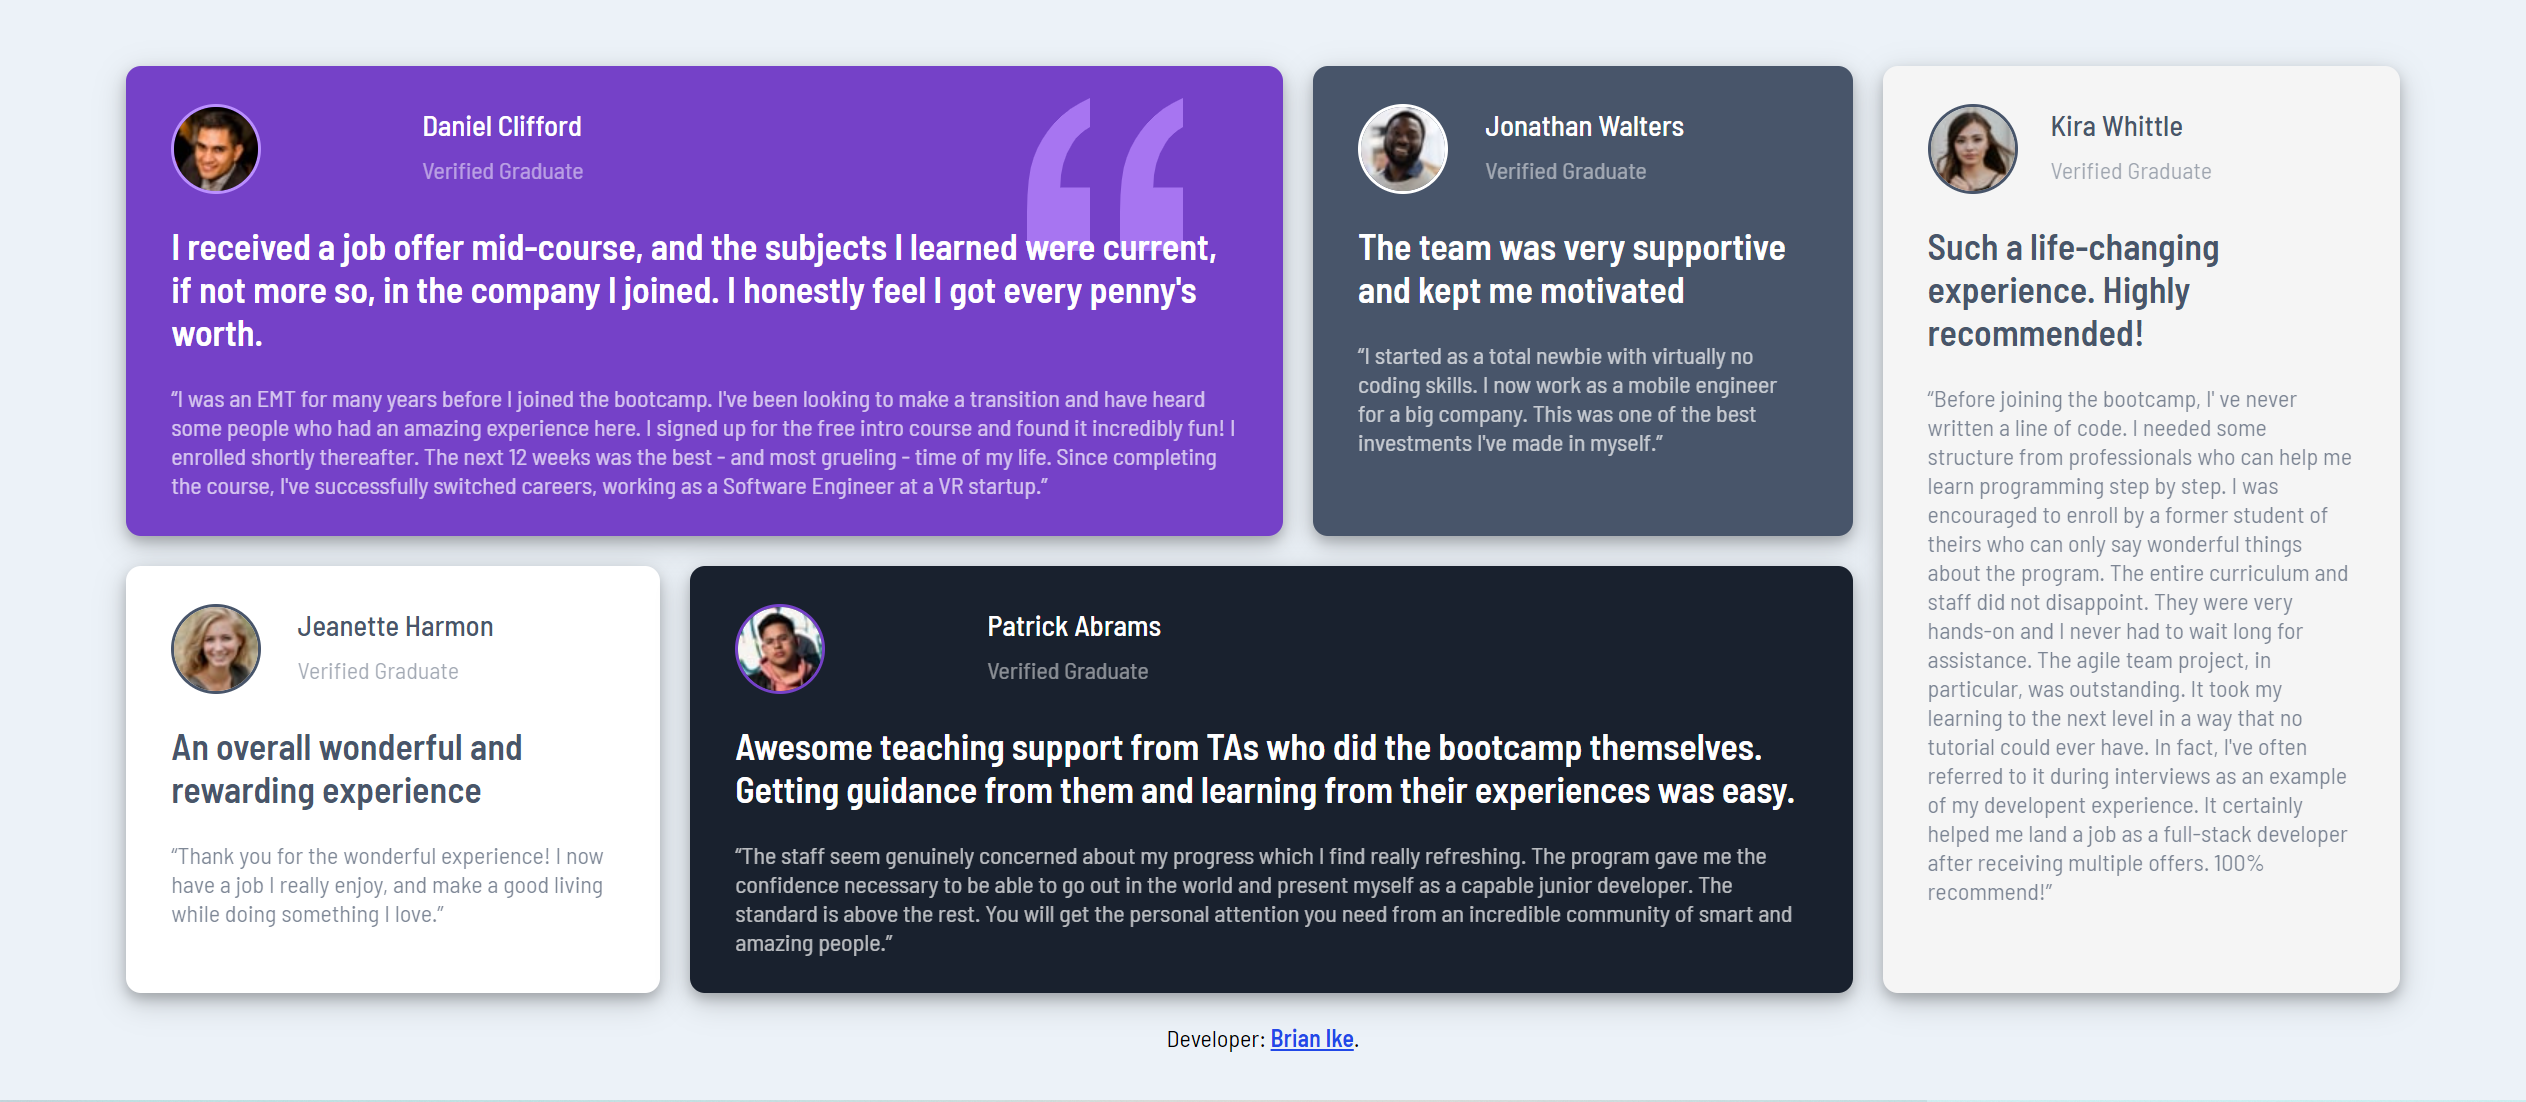 Daniel Clifford
Verified Graduate
I received a job offer mid-course, and the subjects I learned were current,
if not more so, in the company I joined. I honestly feel I got every penny's
worth.
“I was an EMT for many years before I joined the bootcamp. I've been looking to make a transition and have heard
some people who had an amazing experience here. I signed up for the free intro course and found it incredibly fun! I
enrolled shortly thereafter. The next 12 weeks was the best - and most grueling - time of my life. Since completing
the course, I've successfully switched careers, working as a Software Engineer at a VR startup.”
Jonathan Walters
Verified Graduate
The team was very supportive
and kept me motivated
“I started as a total newbie with virtually no
coding skills. I now work as a mobile engineer
for a big company. This was one of the best
investments I've made in myself.”
Kira Whittle
Verified Graduate
Such a life-changing
experience. Highly
recommended!
“Before joining the bootcamp, I' ve never
written a line of code. I needed some
structure from professionals who can help me
learn programming step by step. I was
encouraged to enroll by a former student of
theirs who can only say wonderful things
about the program. The entire curriculum and
staff did not disappoint. They were very
hands-on and I never had to wait long for
assistance. The agile team project, in
particular, was outstanding. It took my
learning to the next level in a way that no
tutorial could ever have. In fact, I've often
referred to it during interviews as an example
of my developent experience. It certainly
helped me land a job as a full-stack developer
after receiving multiple offers. 100%
recommend!”
Jeanette Harmon
Verified Graduate
An overall wonderful and
rewarding experience
“Thank you for the wonderful experience! I now
have a job I really enjoy, and make a good living
while doing something I love.”
Patrick Abrams
Verified Graduate
Awesome teaching support from TAs who did the bootcamp themselves.
Getting guidance from them and learning from their experiences was easy.
“The staff seem genuinely concerned about my progress which I find really refreshing. The program gave me the
confidence necessary to be able to go out in the world and present myself as a capable junior developer. The
standard is above the rest. You will get the personal attention you need from an incredible community of smart and
amazing people.”
Developer: Brian Ike.